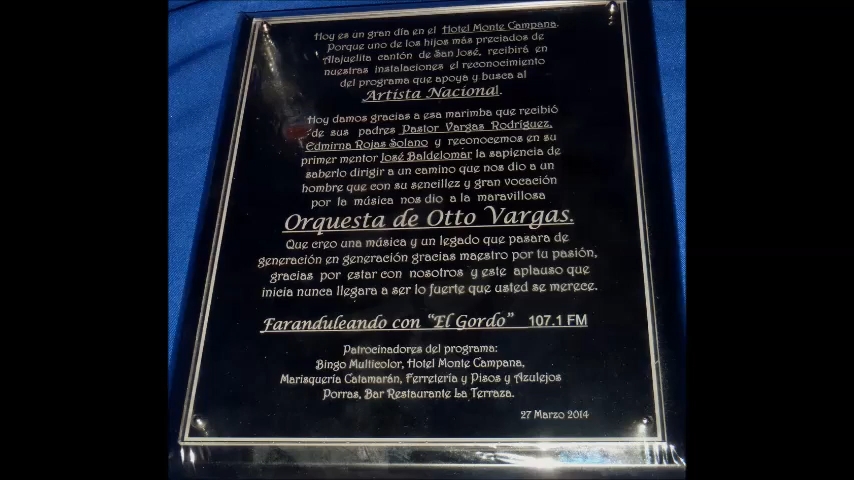 Hoy es un gran día en el Hotel Monte Campana.
Porque uno de los hijos más preciados de
Alajuelita cantón de San José, recibirá en
nuestras instalaciones el reconocimiento
del programa que apoya y busca al
Artista Nacional.
Hoy damos gracias a esa marimba que recibió
de sus padres Pastor Vargas Rodríguez,
Edmirna Rojas Solano y reconocemos en su
primer mentor José Baldelomar la sapiencia de
saberlo dirigir a un camino que nos dio a un
hombre que con su sencillez y gran vocación
por la música nos dio a la maravillosa
Orquesta de Otto Vargas.
Que creo una música y un legado que pasara de
generación en generación gracias maestro por tu pasión,
gracias por estar con nosotros y este aplauso que
inicia nunca llegara a ser lo fuerte que usted se merece.
Faranduleando con "El Gordo" 107.1 FM
Patrocinadores del programa:
Bingo Multicolor, Hotel Monte Campana,
Marisquería Catamarán, Ferretería y Pisos y Azulejos
Porras, Bar Restaurante La Terraza.
27 Marzo 2014